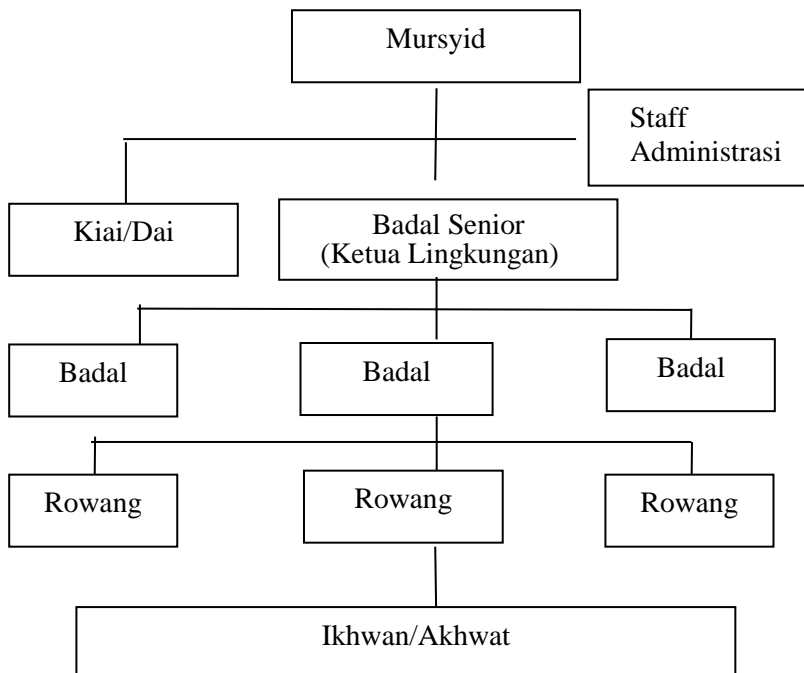 Mursyid
Staff
Administrasi
Kiai/Dai
Badal Senior
(Ketua Lingkungan)
Badal
Badal
Badal
Rowang
Rowang
Rowang
Ikhwan/Akhwat